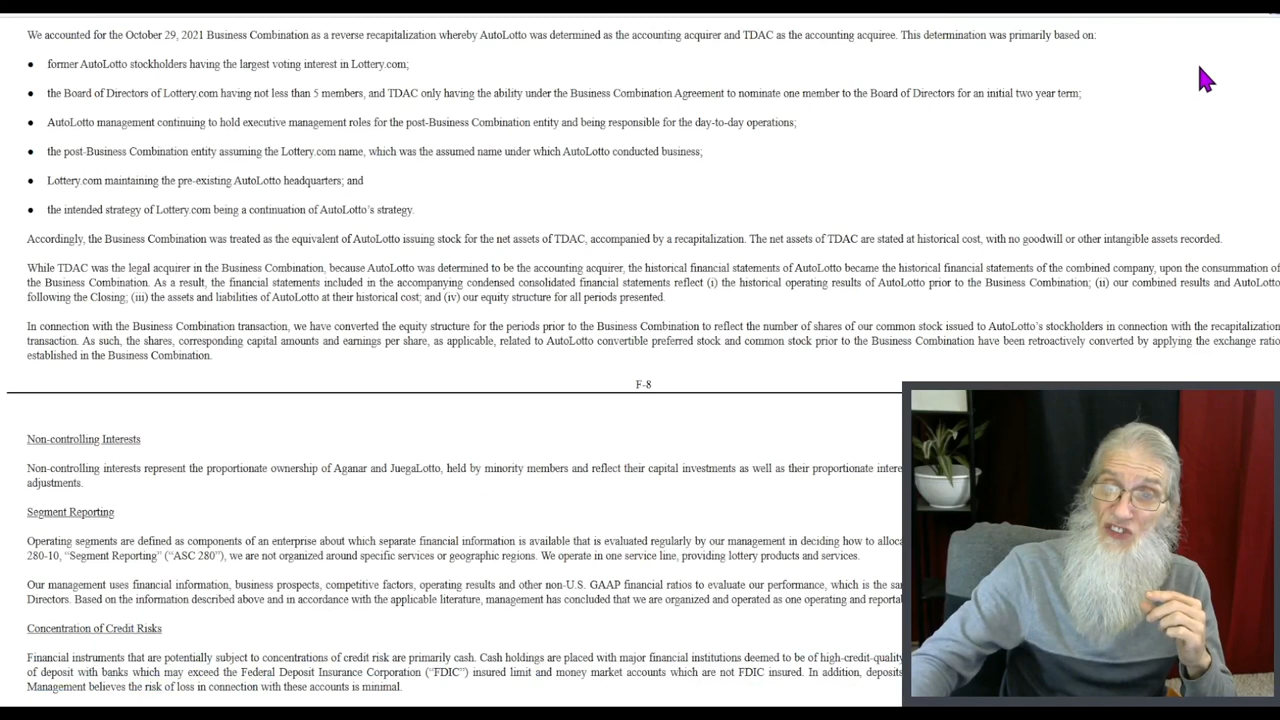 We accounted for the October 29, 2021 Business Combination as a reverse recapitalization whereby AutoLotto was determined as the accounting acquirer and TDAC as the accounting acquiree. This determination was primarily based on:
● former AutoLotto stockholders having the largest voting interest in Lottery.com;
● the Board of Directors of Lottery.com having not less than 5 members, and TDAC only having the ability under the Business Combination Agreement to nominate one member to the Board of Directors for an initial two year term;
● AutoLotto management continuing to hold executive management roles for the post-Business Combination entity and being responsible for the day-to-day operations;
● the post-Business Combination entity assuming the Lottery.com name, which was the assumed name under which AutoLotto conducted business;
● Lottery.com maintaining the pre-existing AutoLotto headquarters; and
● the intended strategy of Lottery.com being a continuation of AutoLotto's strategy.
Accordingly, the Business Combination was treated as the equivalent of AutoLotto issuing stock for the net assets of TDAC, accompanied by a recapitalization. The net assets of TDAC are stated at historical cost, with no goodwill or other intangible assets recorded.
While TDAC was the legal acquirer in the Business Combination, because AutoLotto was determined to be the accounting acquirer, the historical financial statements of AutoLotto became the historical financial statements of the combined company, upon the consummation of
the Business Combination. As a result, the financial statements included in the accompanying condensed consolidated financial statements reflect (i) the historical operating results of AutoLotto prior to the Business Combination; (ii) our combined results and AutoLotto
following the Closing; (iii) the assets and liabilities of AutoLotto at their historical cost; and (iv) our equity structure for all periods presented.
In connection with the Business Combination transaction, we have converted the equity structure for the periods prior to the Business Combination to reflect the number of shares of our common stock issued to AutoLotto's stockholders in connection with the recapitalization
transaction. As such, the shares, corresponding capital amounts and earnings per share, as applicable, related to AutoLotto convertible preferred stock and common stock prior to the Business Combination have been retroactively converted by applying the exchange ratio
established in the Business Combination.
F-8
Non-controlling Interests
Non-controlling interests represent the proportionate ownership of Aganar and JuegaLotto, held by minority members and reflect their capital investments as well as their proportionate intere
adjustments.
Segment Reporting
Operating segments are defined as components of an enterprise about which separate financial information is available that is evaluated regularly by our management in deciding how to alloca
280-10, "Segment Reporting" ("ASC 280"), we are not organized around specific services or geographic regions. We operate in one service line, providing lottery products and services.
Our management uses financial information, business prospects, competitive factors, operating results and other non-U.S. GAAP financial ratios to evaluate our performance, which is the sa
Directors. Based on the information described above and in accordance with the applicable literature, management has concluded that we are organized and operated as one operating and reportab
Concentration of Credit Risks
Financial instruments that are potentially subject to concentrations of credit risk are primarily cash. Cash holdings are placed with major financial institutions deemed to be of high-credit-quality
of deposit with banks which may exceed the Federal Deposit Insurance Corporation ("FDIC") insured limit and money market accounts which are not FDIC insured. In addition, deposits
Management believes the risk of loss in connection with these accounts is minimal.